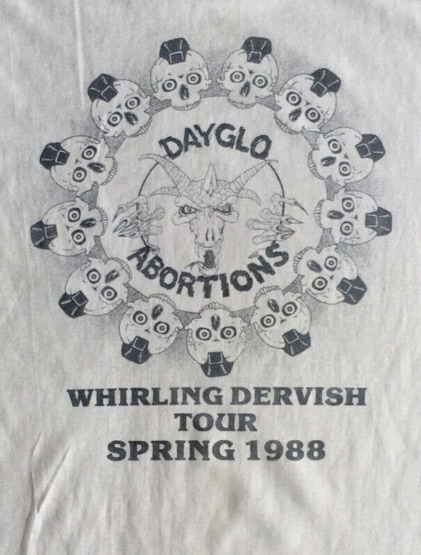 DAYGLO
ABORTIONS
WHIRLING DERVISH
TOUR
SPRING 1988